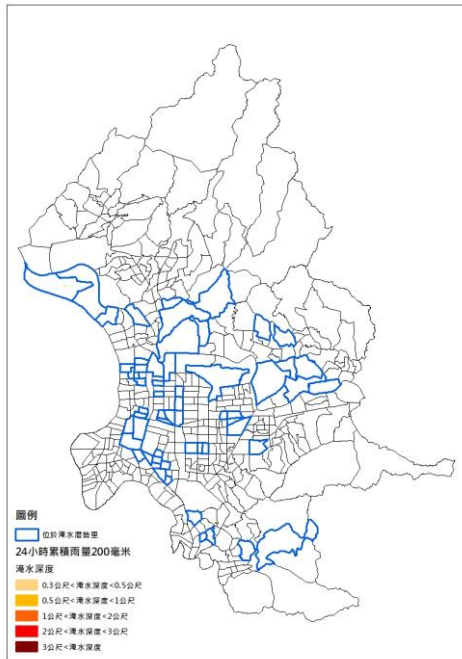 圖例
位於淹水潛勢里
24小時累積雨量200毫米
淹水深度
0.3公尺<淹水深度<0.5公尺
0.5公尺<淹水深度<1公尺
1公尺<淹水深度<2公尺
2公尺<淹水深度<3公尺
3公尺<淹水深度